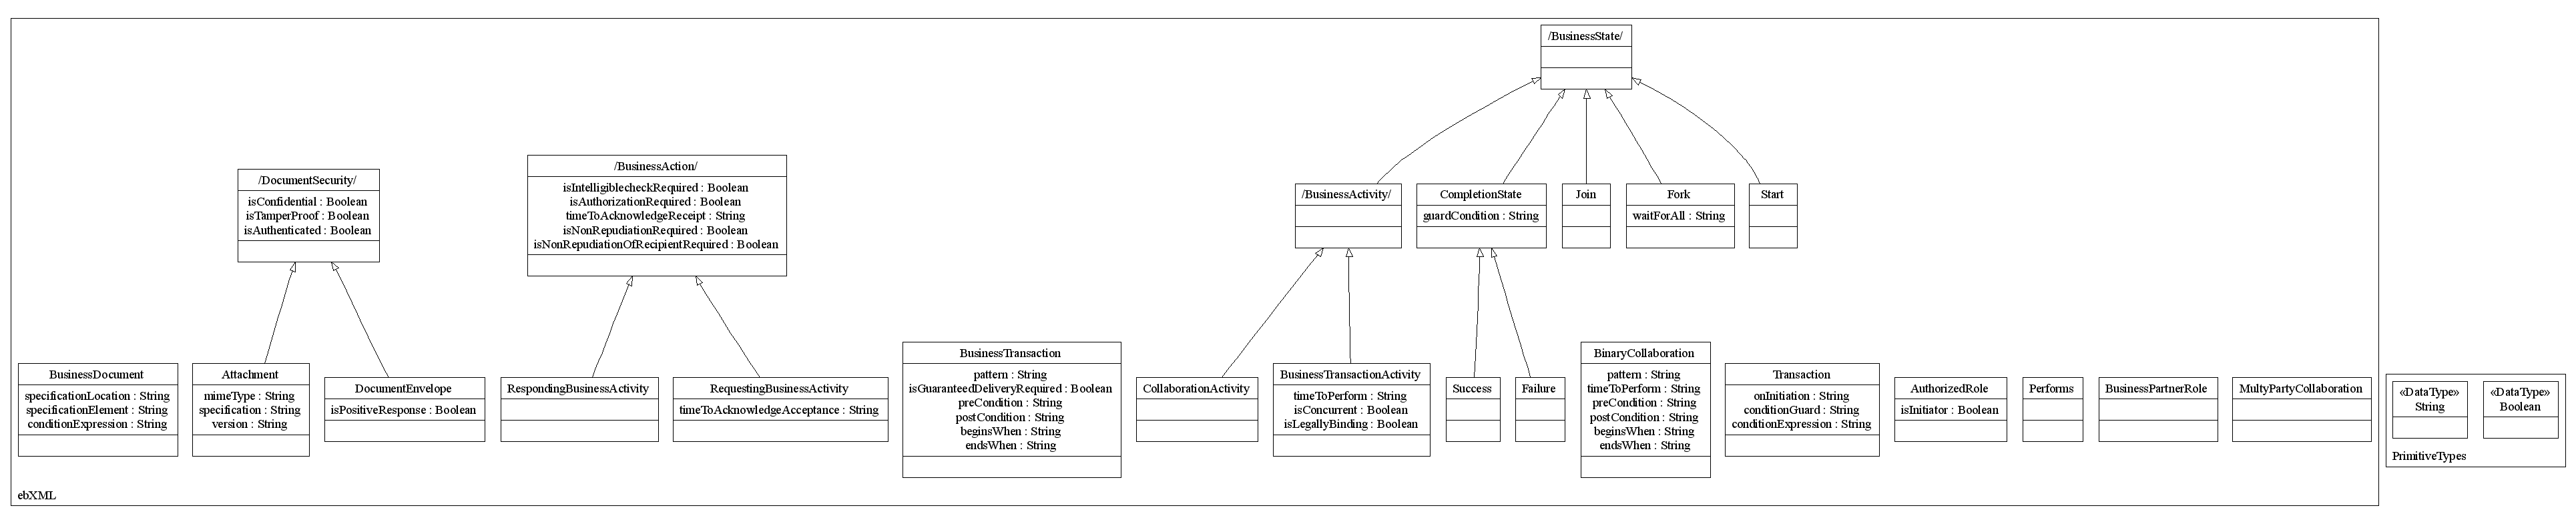 /BusinessState/
/DocumentSecurity/
isConfidential : Boolean
isTamperProof : Boolean
isAuthenticated : Boolean
/BusinessAction/
isIntelligiblecheckRequired : Boolean
isAuthorizationRequired : Boolean
timeToAcknowledgeReceipt : String
isNonRepudiationRequired : Boolean
isNonRepudiationOfRecipientRequired : Boolean
/BusinessActivity/
CompletionState
guardCondition : String
Join
Fork
waitForAll : String
Start
BusinessDocument
specificationLocation : String
specificationElement : String
conditionExpression : String
Attachment
mimeType : String
specification : String
version : String
DocumentEnvelope
isPositiveResponse : Boolean
RespondingBusinessActivity
RequestingBusinessActivity
timeToAcknowledgeAcceptance : String
BusinessTransaction
pattern : String
isGuaranteedDeliveryRequired : Boolean
preCondition : String
postCondition : String
beginsWhen : String
endsWhen : String
CollaborationActivity
BusinessTransactionActivity
timeToPerform : String
isConcurrent : Boolean
isLegallyBinding : Boolean
Success
Failure
BinaryCollaboration
pattern : String
timeToPerform : String
preCondition : String
postCondition : String
beginsWhen : String
endsWhen : String
Transaction
onInitiation : String
conditionGuard : String
conditionExpression : String
AuthorizedRole
isInitiator : Boolean
Performs
BusinessPartnerRole
MultyPartyCollaboration
ebXML
«DataType»
String
«DataType»
Boolean
PrimitiveTypes